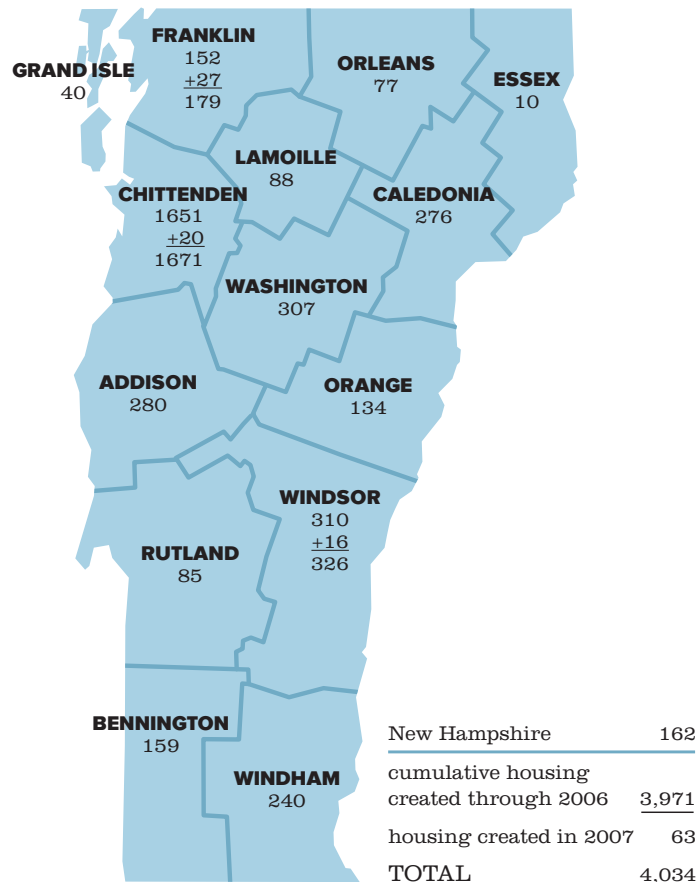 FRANKLIN
152
+27
179
GRAND ISLE
40
ORLEANS
77
ESSEX
10
LAMOILLE
88
CHITTENDEN
1651
+20
1671
CALEDONIA
276
WASHINGTON
307
ADDISON
280
ORANGE
134
WINDSOR
310
+16
326
RUTLAND
85
BENNINGTON
159
WINDHAM
240
New Hampshire 162
cumulative housing
created through 2006 3,971
housing created in 2007 63
TOTAL 4,034